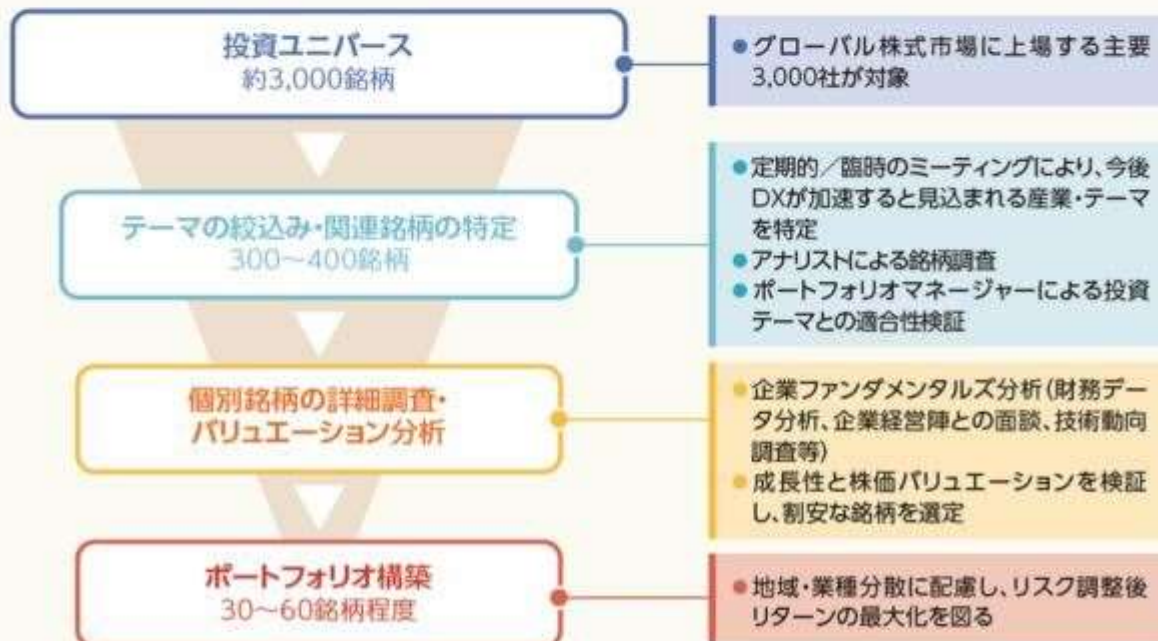 投資ユニバース
約3,000銘柄
●グローバル株式市場に上場する主要
3,000社が対象
テーマの絞込み・関連銘柄の特定
300～400銘柄
●定期的／臨時のミーティングにより、今後
DXが加速すると見込まれる産業・テーマ
を特定
●アナリストによる銘柄調査
●ポートフォリオマネージャーによる投資
テーマとの適合性検証
個別銘柄の詳細調査・
バリュエーション分析
●企業ファンダメンタルズ分析(財務デー
タ分析、企業経営陣との面談、技術動向
調査等)
●成長性と株価バリュエーションを検証
し、割安な銘柄を選定
ポートフォリオ構築
30～60銘柄程度
●地域・業種分散に配慮し、リスク調整後
リターンの最大化を図る